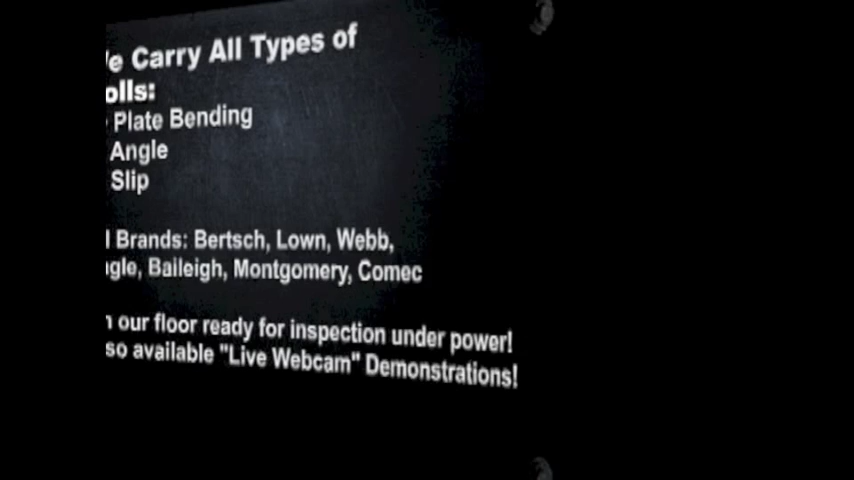 e Carry All Types of
olls:
Plate Bending
Angle
Slip
l Brands: Bertsch, Lown, Webb,
gle, Baileigh, Montgomery, Comec
n our floor ready for inspection under power!
so available "Live Webcam" Demonstrations!